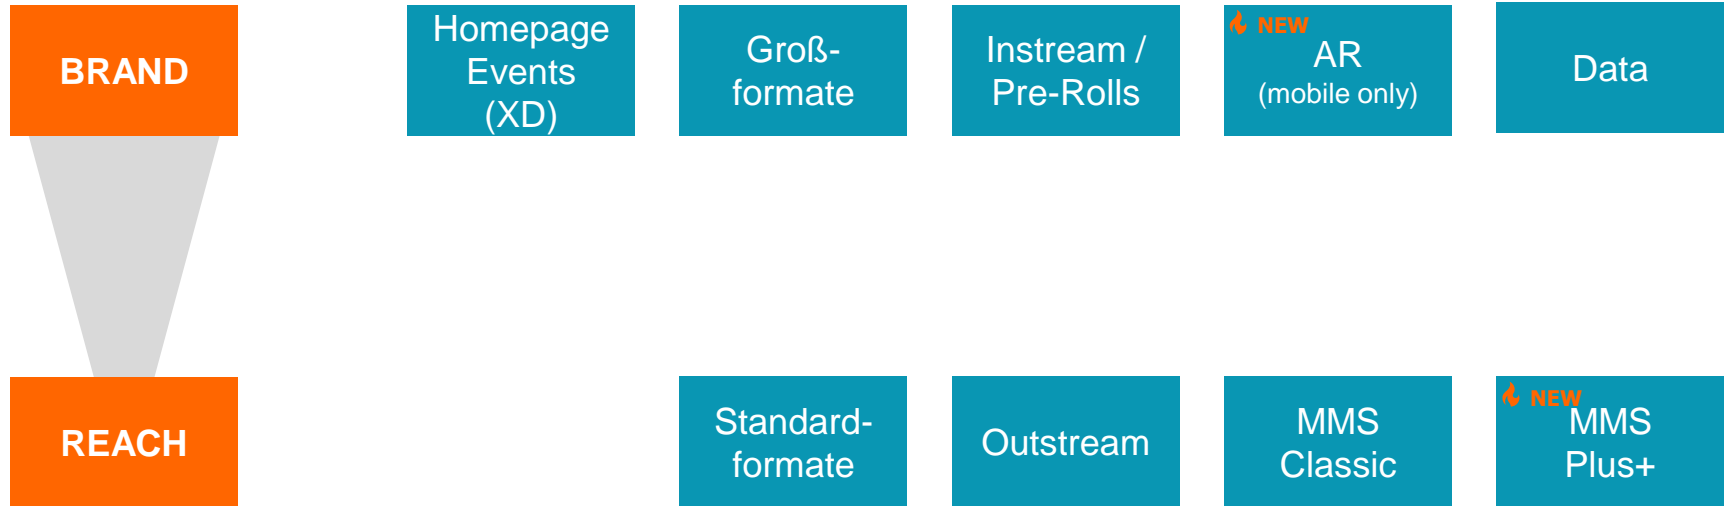 BRAND
Homepage
Events
(XD)
Groß-
formate
Instream /
Pre-Rolls
NEW
AR
(mobile only)
Data
REACH
Standard-
formate
Outstream
MMS
Classic
NEW
MMS
Plus+